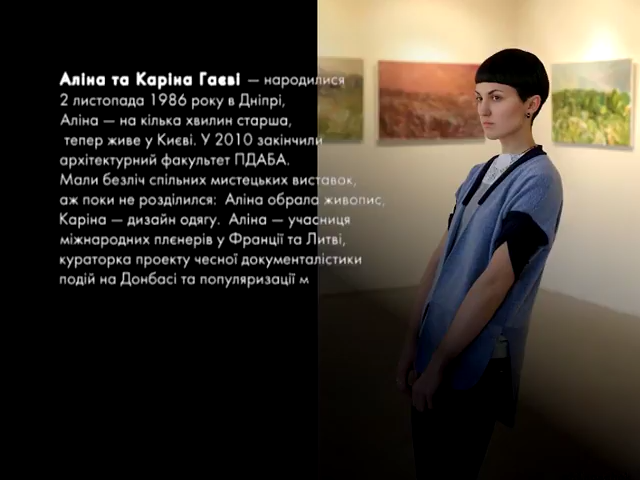 Аліна та Каріна Гаєві — народилися
2 листопада 1986 року в Дніпрі,
Аліна — на кілька хвилин старша,
тепер живе у Києві. У 2010 закінчили
архітектурний факультет ПДАБА.
Мали безліч спільних мистецьких виставок,
аж поки не розділилися: Аліна обрала живопис,
Каріна — дизайн одягу. Аліна — учасниця
міжнародних плєнерів у Франції та Литві,
кураторка проекту чесної документалістики
подій на Донбасі та популяризації м